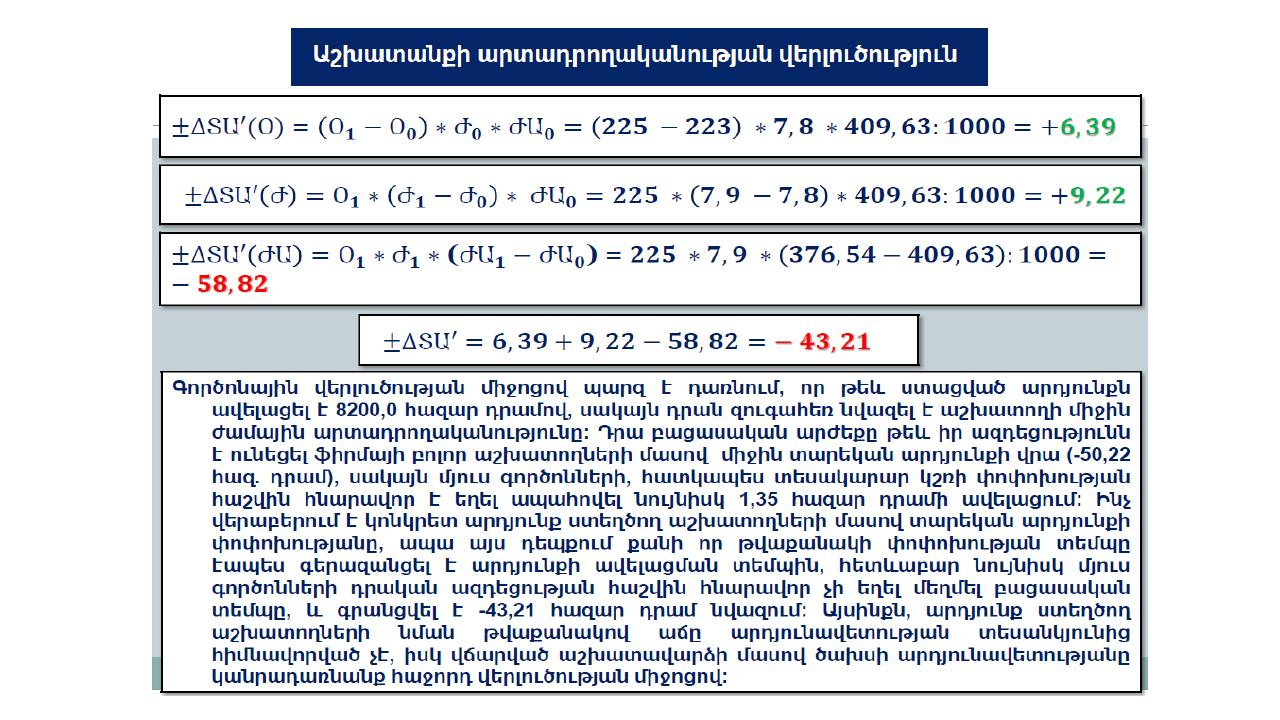 Աշխատանքի արտադրողականության վերլուծություն
±ΔՏԱ′(Օ) = (Օ₁ − Օ₀) ∗ Ժ₀ ∗ ԺԱ₀ = (225 − 223) ∗ 7,8 ∗ 409,63: 1000 = +6,39
±ΔՏԱ′(Ժ) = Օ₁ ∗ (Ժ₁ − Ժ₀) ∗ ԺԱ₀ = 225 ∗ (7,9 − 7,8) ∗ 409,63: 1000 = +9,22
±ΔՏԱ′(ԺԱ) = Օ₁ ∗ Ժ₁ ∗ (ԺԱ₁ − ԺԱ₀) = 225 ∗ 7,9 ∗ (376,54 − 409,63): 1000 =
− 58,82
±ΔՏԱ′ = 6,39 + 9,22 − 58,82 = − 43,21
Գործոնային վերլուծության միջոցով պարզ է դառնում, որ թեև ստացված արդյունքն
ավելացել է 8200,0 հազար դրամով, սակայն դրան զուգահեռ նվազել է աշխատողի միջին
ժամային արտադրողականությունը: Դրա բացասական արժեքը թեև իր ազդեցությունն
է ունեցել ֆիրմայի բոլոր աշխատողների մասով միջին տարեկան արդյունքի վրա (-50,22
հազ. դրամ), սակայն մյուս գործոնների, հատկապես տեսակարար կշռի փոփոխության
հաշվին հնարավոր է եղել ապահովել նույնիսկ 1,35 հազար դրամի ավելացում: Ինչ
վերաբերում է կոնկրետ արդյունք ստեղծող աշխատողների մասով տարեկան արդյունքի
փոփոխությանը, ապա այս դեպքում քանի որ թվաքանակի փոփոխության տեմպը
էապես գերազանցել է արդյունքի ավելացման տեմպին, հետևաբար նույնիսկ մյուս
գործոնների դրական ազդեցության հաշվին հնարավոր չի եղել մեղմել բացասական
տեմպը, և գրանցվել է -43,21 հազար դրամ նվազում: Այսինքն, արդյունք ստեղծող
աշխատողների նման թվաքանակով աճը արդյունավետության տեսանկյունից
հիմնավորված չէ, իսկ վճարված աշխատավարձի մասով ծախսի արդյունավետությանը
կանրադառնանք հաջորդ վերլուծության միջոցով: